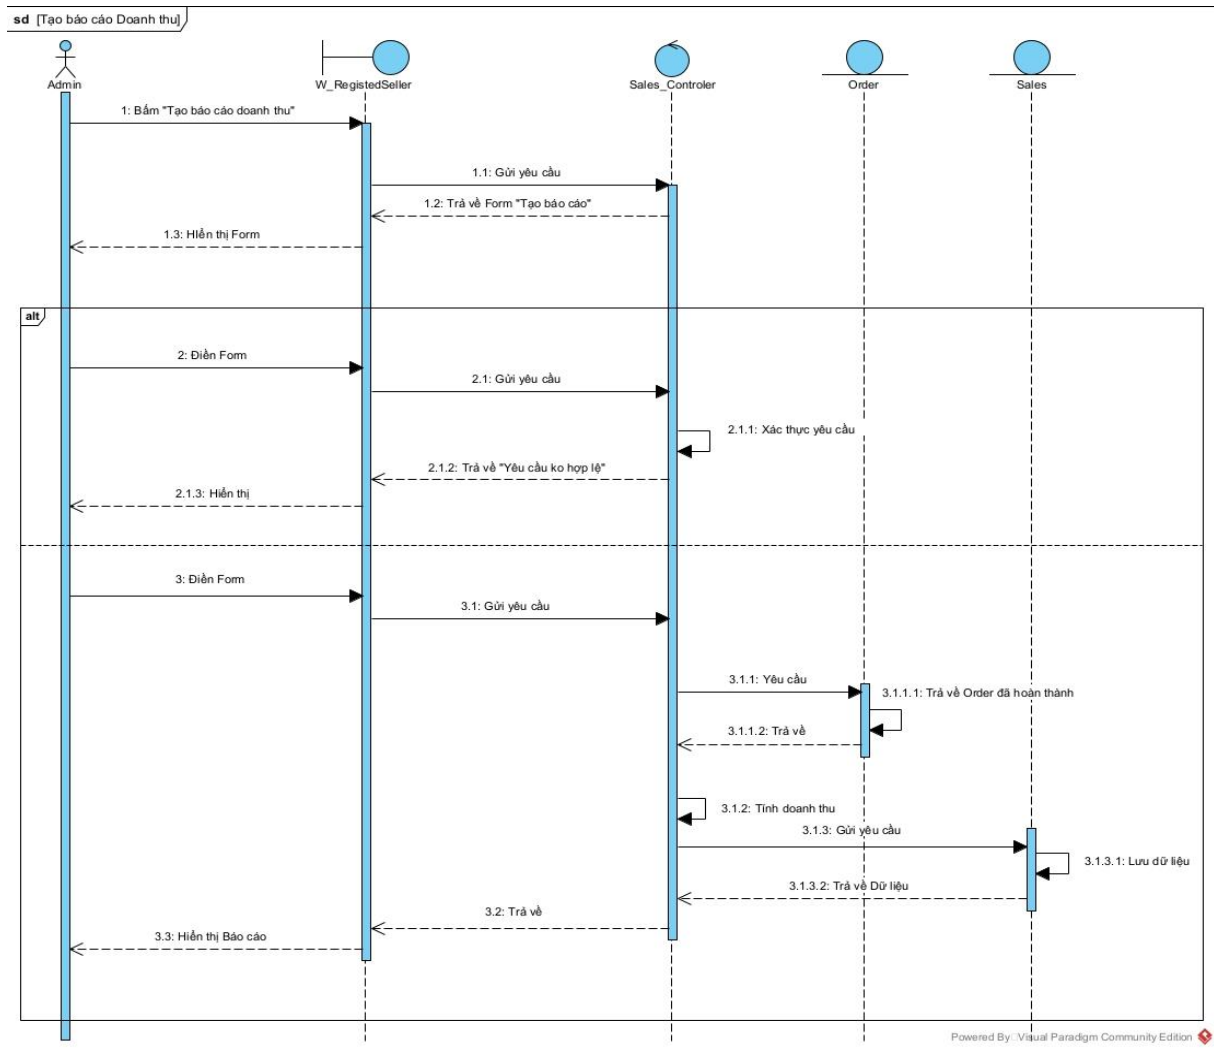 sd [Tạo báo cáo Doanh thu]
Admin
W_RegistedSeller
Sales_Controler
Order
Sales
1: Bấm "Tạo báo cáo doanh thu"
1.1: Gửi yêu cầu
1.2: Trả về Form "Tạo báo cáo"
1.3: HIển thị Form
alt
2: Điền Form
2.1: Gửi yêu cầu
2.1.1: Xác thực yêu cầu
2.1.2: Trả về "Yêu cầu ko hợp lệ"
2.1.3: Hiển thị
3: Điền Form
3.1: Gửi yêu cầu
3.1.1: Yêu cầu
3.1.1.1: Trả về Order đã hoàn thành
3.1.1.2: Trả về
3.1.2: Tính doanh thu
3.1.3: Gửi yêu cầu
3.1.3.1: Lưu dữ liệu
3.1.3.2: Trả về Dữ liệu
3.2: Trả về
3.3: Hiển thị Báo cáo
Powered By Visual Paradigm Community Edition